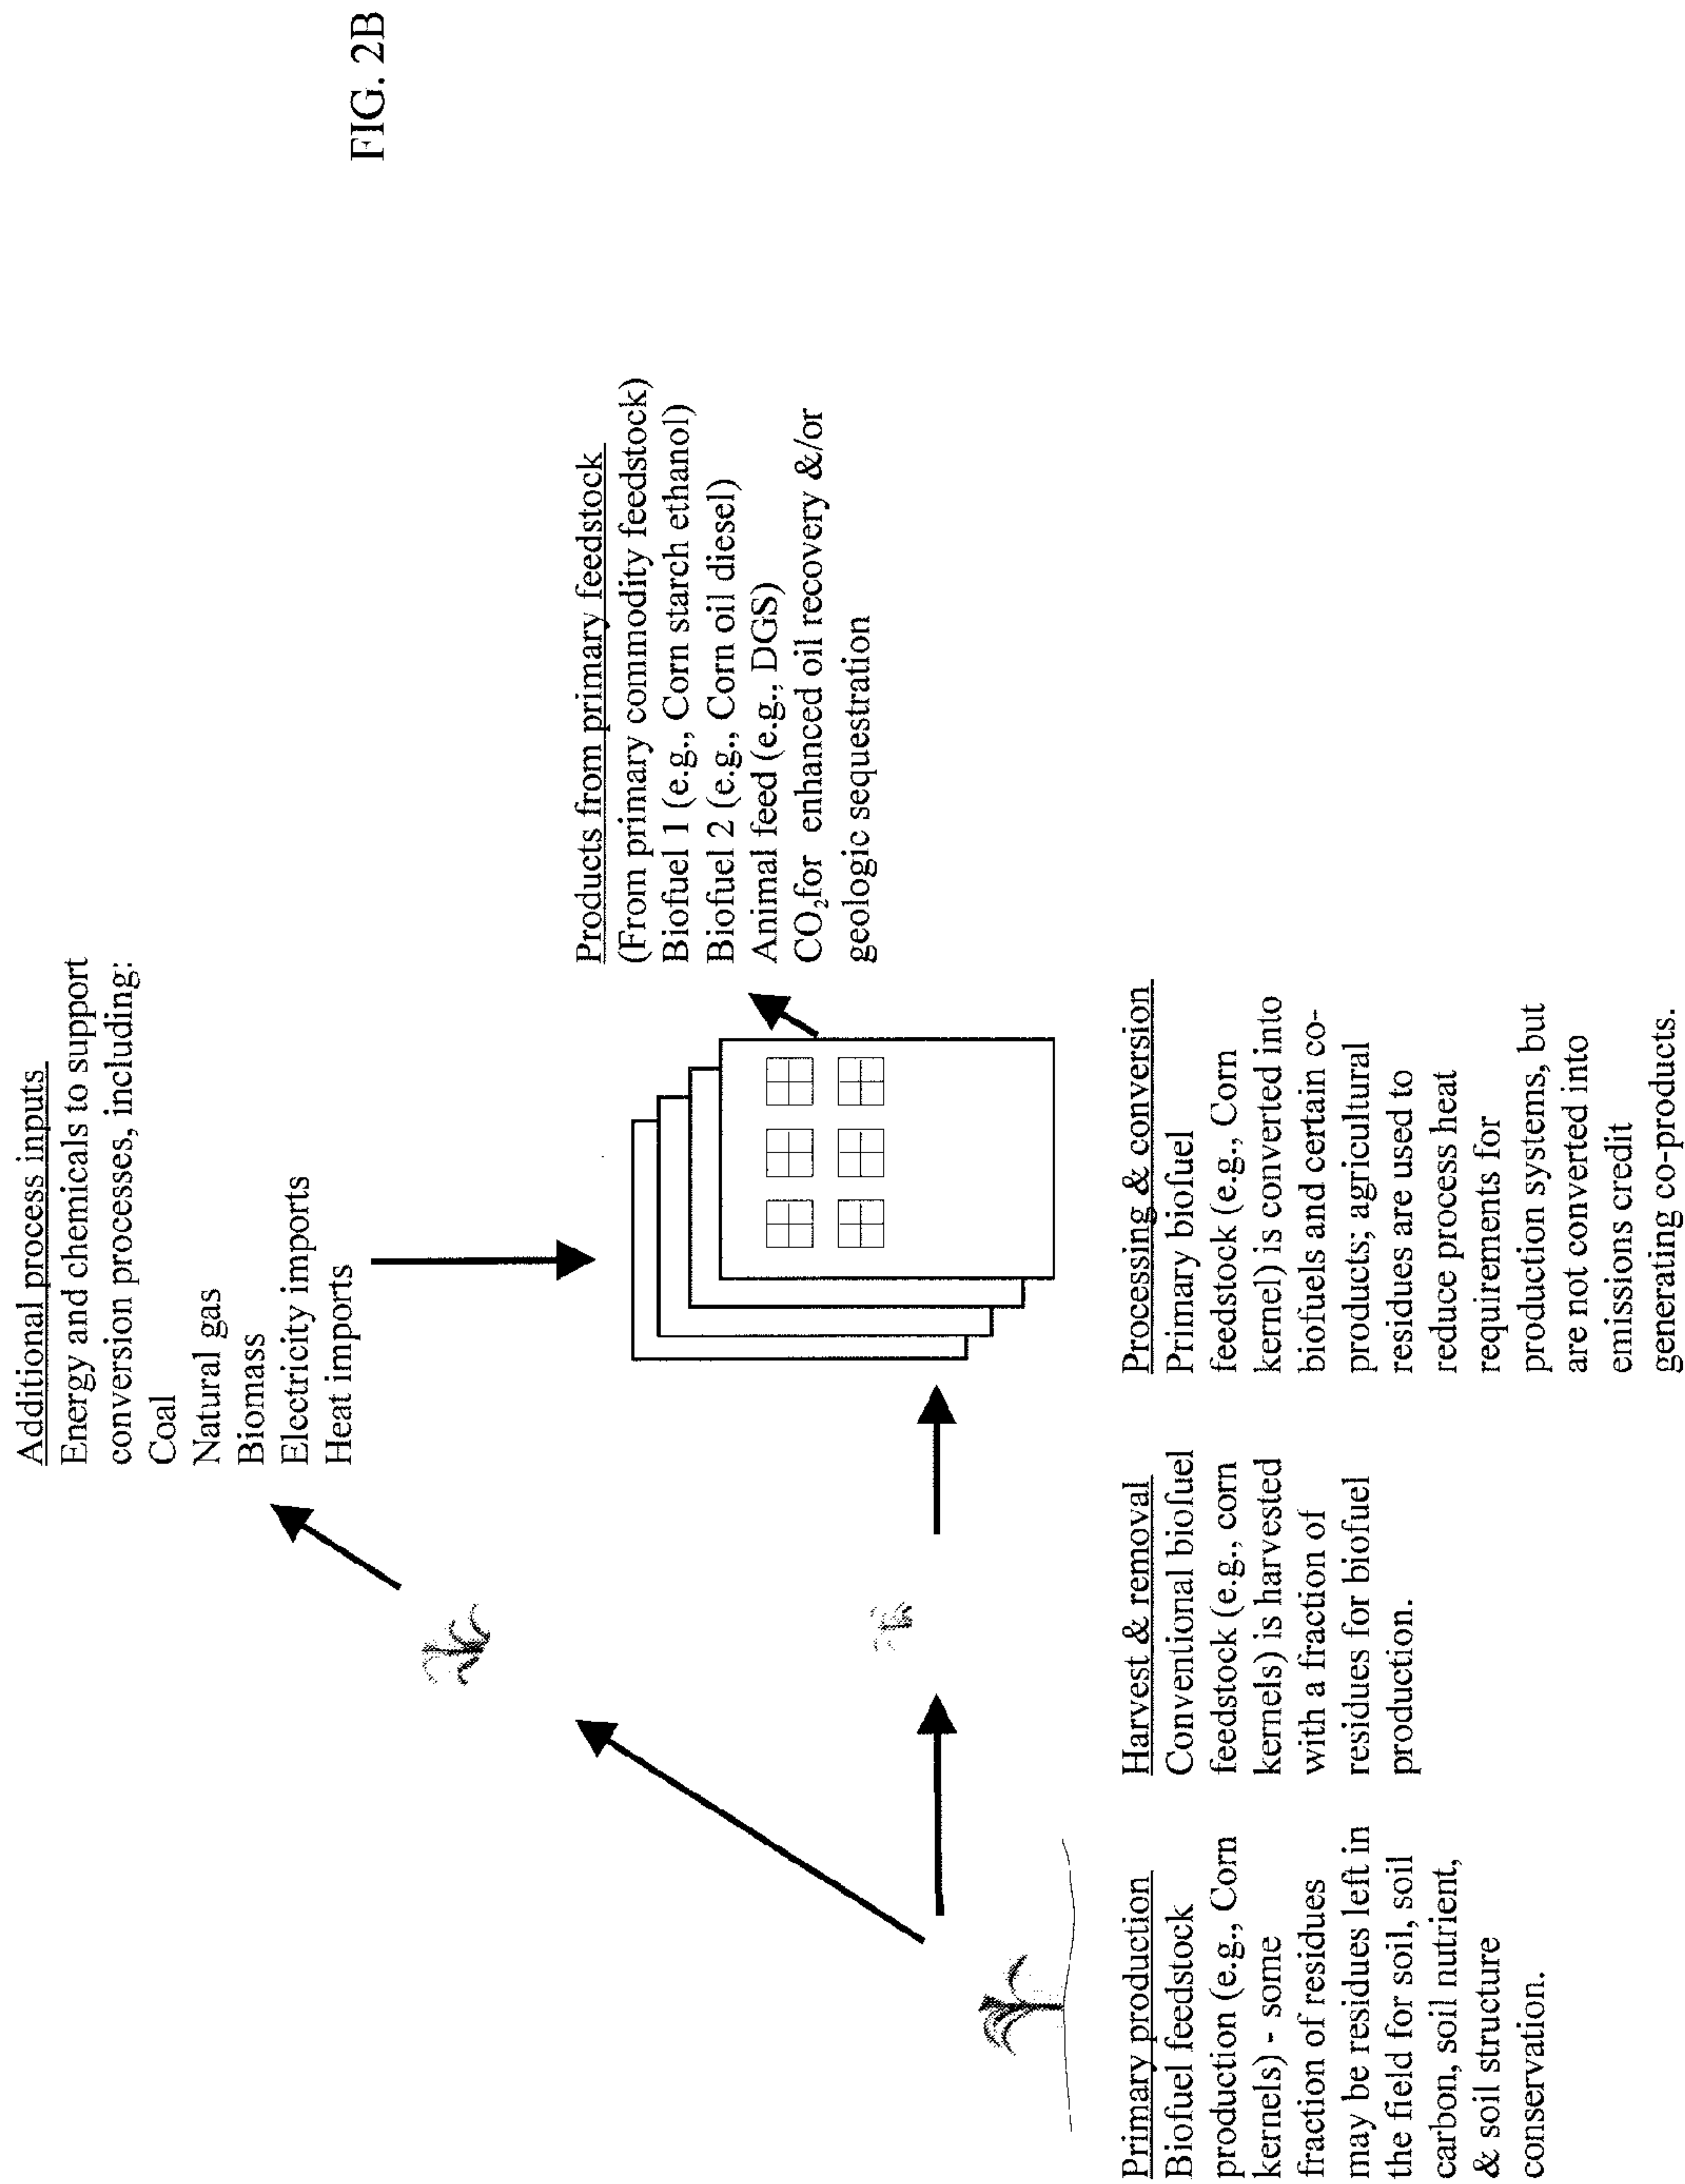 FIG. 2B
Additional process inputs
Energy and chemicals to support
conversion processes, including:
Coal
Natural gas
Biomass
Electricity imports
Heat imports
Products from primary feedstock
(From primary commodity feedstock)
Biofuel 1 (e.g., Corn starch ethanol)
Biofuel 2 (e.g., Corn oil diesel)
Animal feed (e.g., DGS)
CO₂for enhanced oil recovery &/or
geologic sequestration
Primary production
Biofuel feedstock
production (e.g., Corn
kernels) - some
fraction of residues
may be residues left in
the field for soil, soil
carbon, soil nutrient,
& soil structure
conservation.
Harvest & removal
Conventional biofuel
feedstock (e.g., corn
kernels) is harvested
with a fraction of
residues for biofuel
production.
Processing & conversion
Primary biofuel
feedstock (e.g., Corn
kernel) is converted into
biofuels and certain co-
products; agricultural
residues are used to
reduce process heat
requirements for
production systems, but
are not converted into
emissions credit
generating co-products.